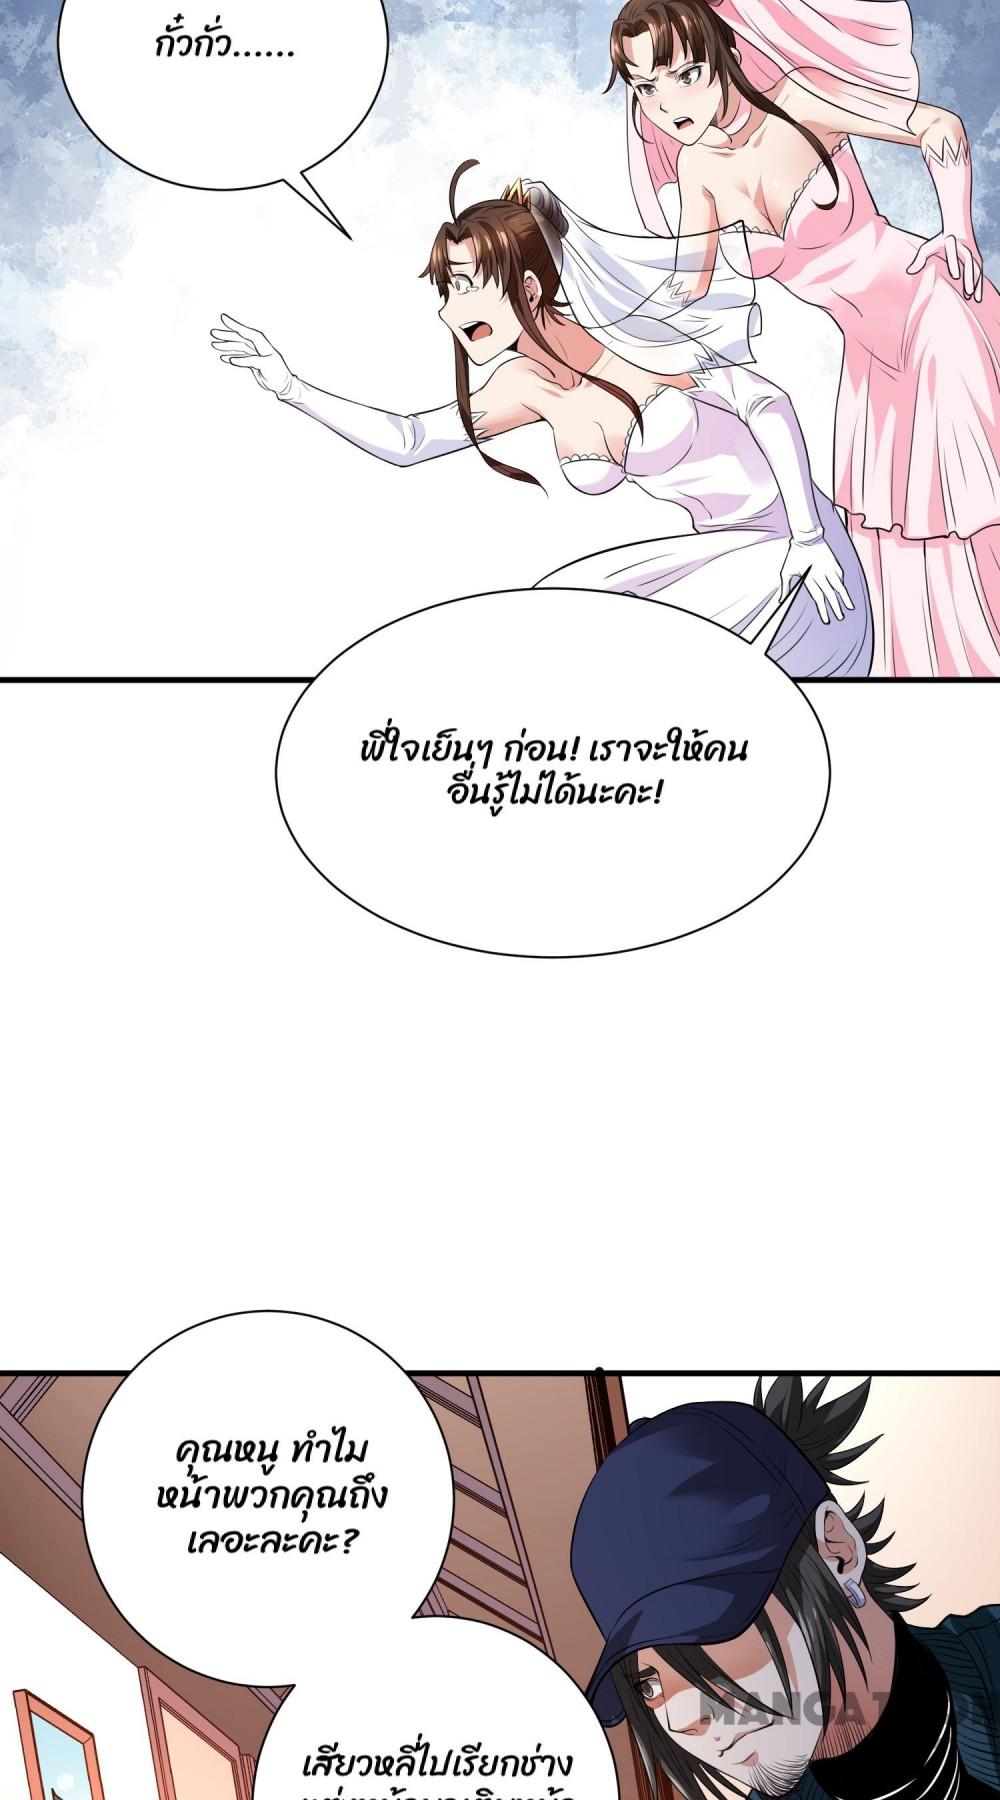 กั๋วกั่ว......
พี่ใจเย็นๆ ก่อน! เราจะให้คน
อื่นรู้ไม่ได้นะคะ!
คุณหนู ทำไม
หน้าพวกคุณถึง
เลอะละคะ?
เสียวหลี่ไปเรียกช่าง